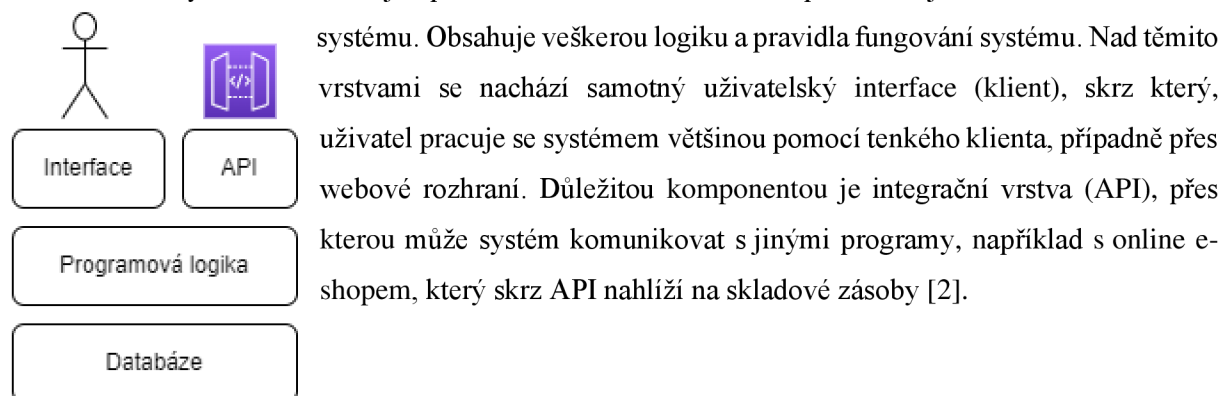 systému. Obsahuje veškerou logiku a pravidla fungování systému. Nad těmito
vrstvami se nachází samotný uživatelský interface (klient), skrz který,
uživatel pracuje se systémem většinou pomocí tenkého klienta, případně přes
webové rozhraní. Důležitou komponentou je integrační vrstva (API), přes
kterou může systém komunikovat s jinými programy, například s online e-
shopem, který skrz API nahlíží na skladové zásoby [2].
Interface
API
Programová logika
Databáze